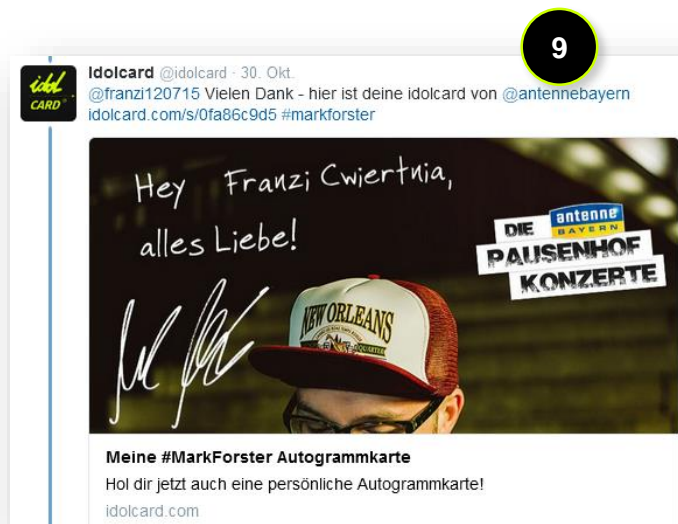 9
idol
CARD
Idolcard @idolcard · 30. Okt.
@franzi120715 Vielen Dank - hier ist deine idolcard von @antennebayern
idolcard.com/s/0fa86c9d5 #markforster
Hey Franzi Cwiertnia,
alles Liebe!
antenne
BAYERN
DIE
PAUSENHOF
KONZERTE
NEW ORLEANS
Meine #MarkForster Autogrammkarte
Hol dir jetzt auch eine persönliche Autogrammkarte!
idolcard.com